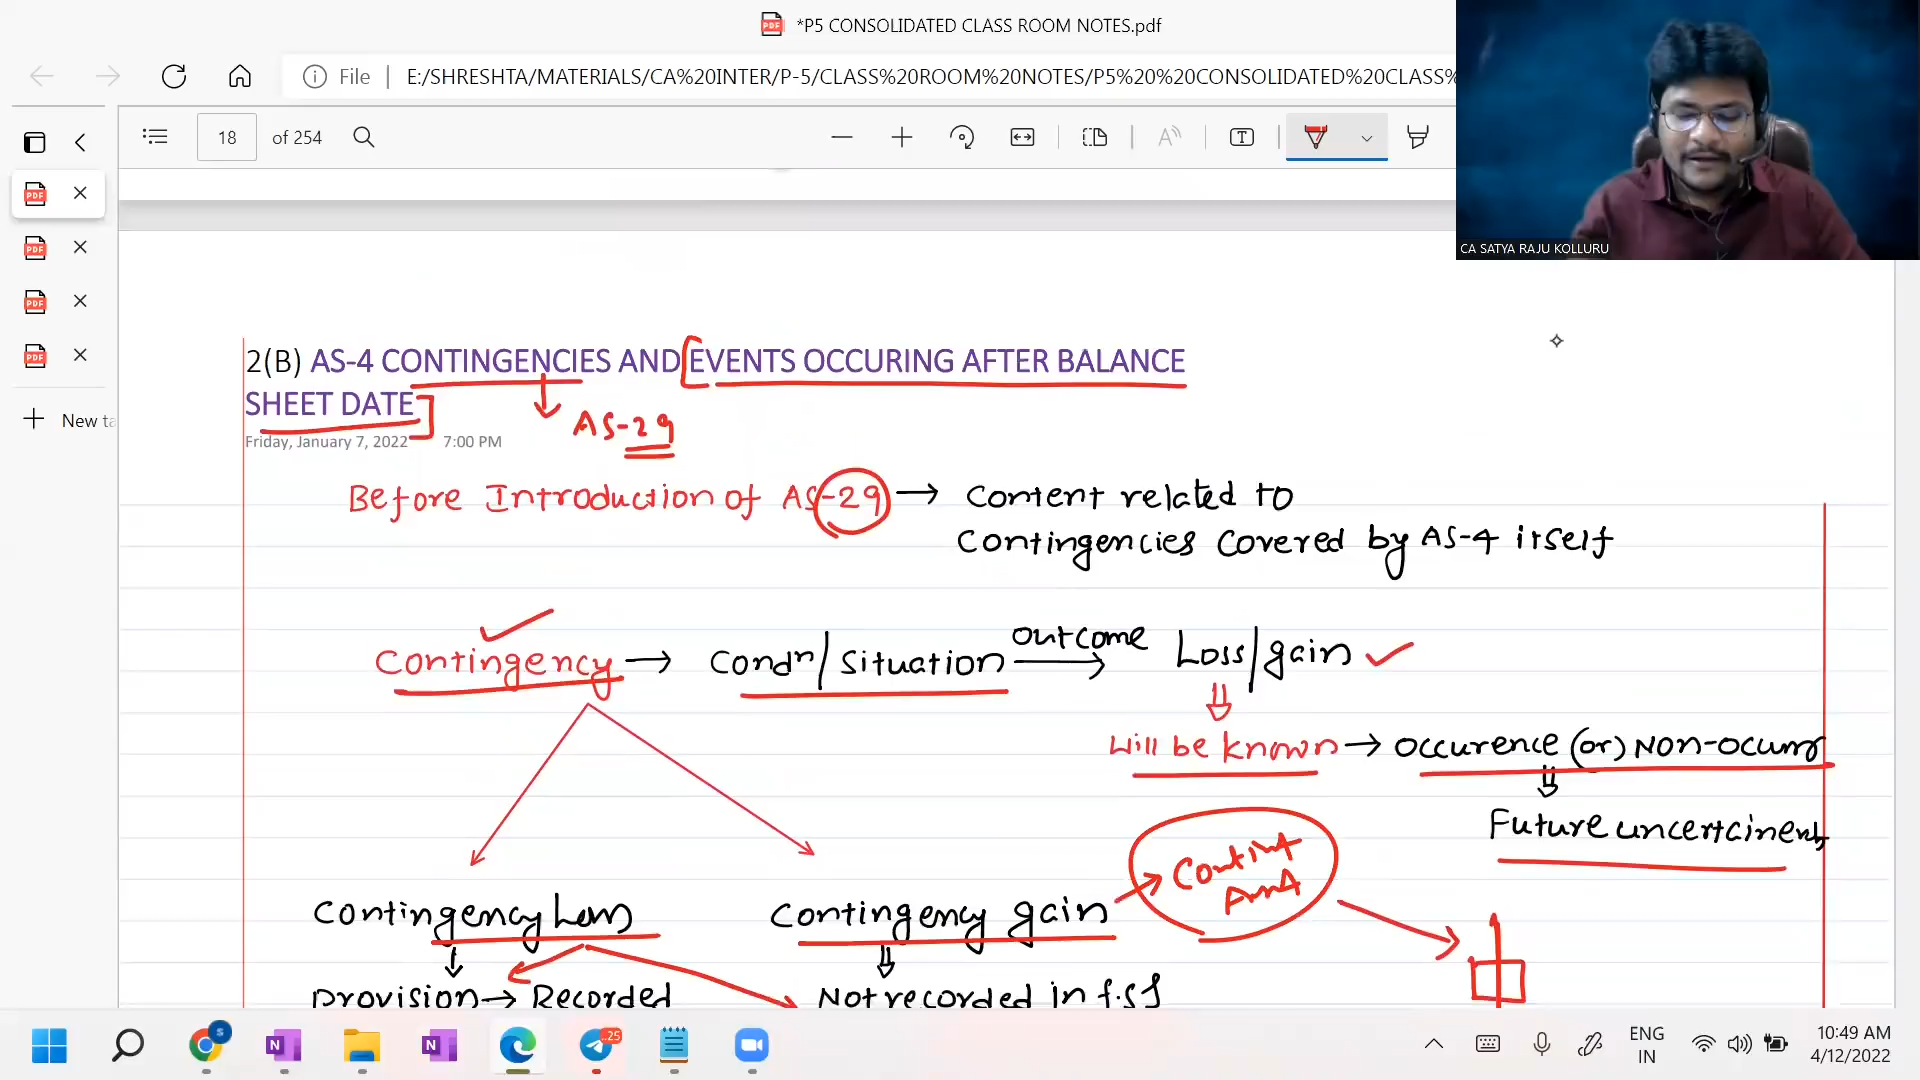 *P5 CONSOLIDATED CLASS ROOM NOTES.pdf
File
E:/SHRESHTA/MATERIALS/CA%20INTER/P-5/CLASS%20ROOM%20NOTES/P5%20%20CONSOLIDATED%20CLASS%
18 of 254
CA SATYA RAJU KOLLURU
New ta
2(B) AS-4 CONTINGENCIES AND [EVENTS OCCURING AFTER BALANCE
SHEET DATE]
AS-29
Friday, January 7, 2022 7:00 PM
Before Introduction of AS-29 → Content related to
Contingencies Covered by AS-4 itself
Contingency → Condn/Situation outcome → Loss/gain
Will be known → Occurence (or) Non-ocurr
Future uncertain
Contingency Loss Contingency gain →
Provision → Recorded Not recorded in f.s
25
ENG
IN
10:49 AM
4/12/2022